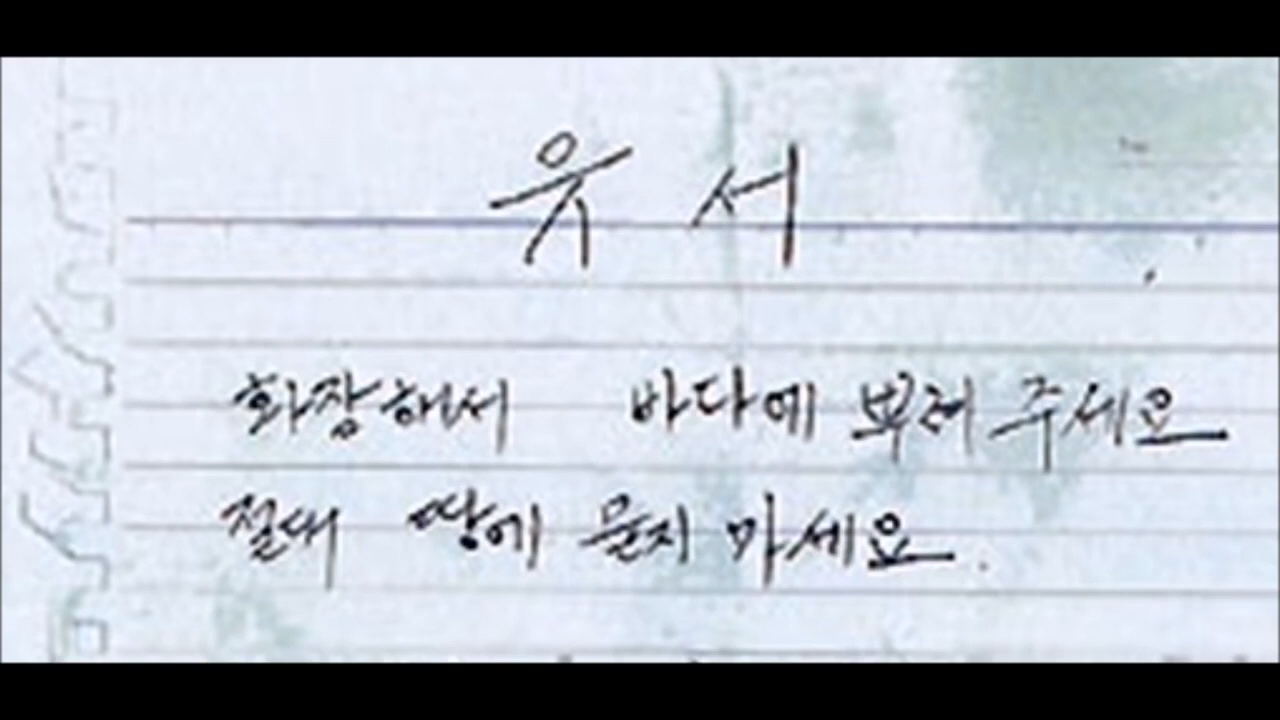 유 서
화장해서 바다에 뿌려 주세요
절대 땅에 묻지 마세요.